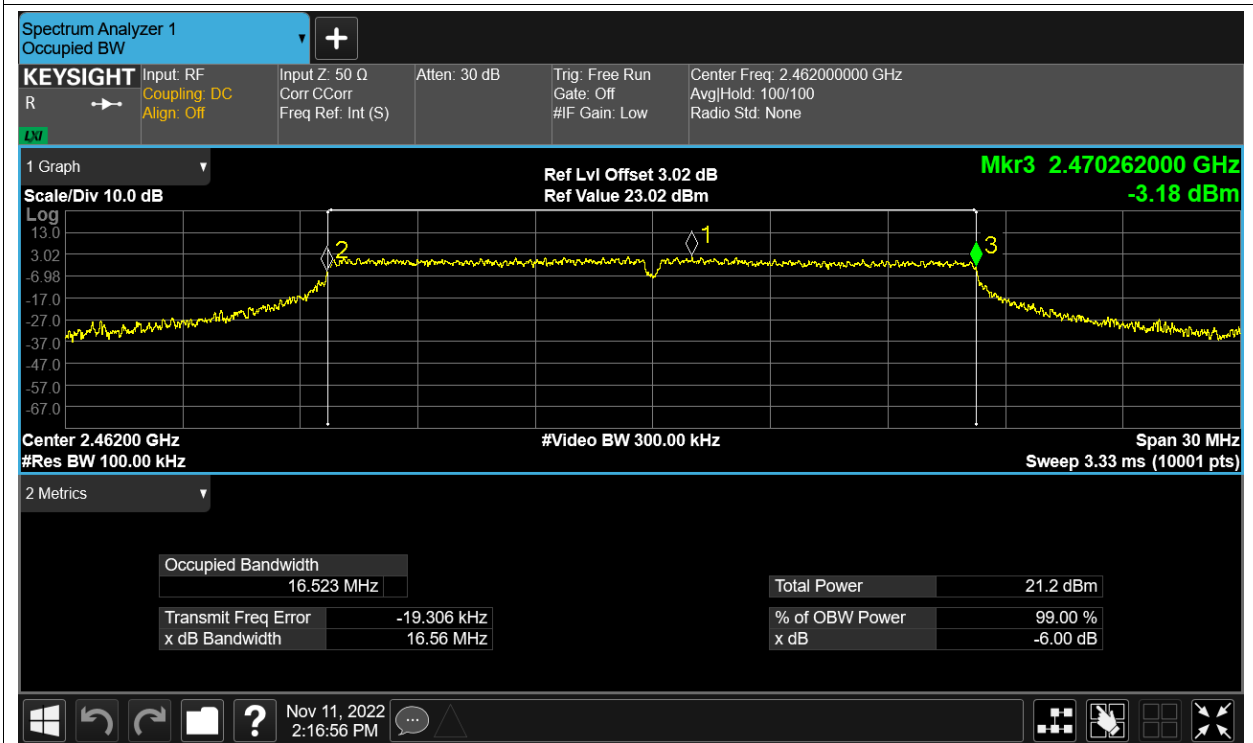 Spectrum Analyzer 1
Occupied BW
KEYSIGHT
R
LXI
Input: RF
Coupling: DC
Align: Off
Input Z: 50 Ω
Corr CCorr
Freq Ref: Int (S)
Atten: 30 dB
Trig: Free Run
Gate: Off
#IF Gain: Low
Center Freq: 2.462000000 GHz
Avg|Hold: 100/100
Radio Std: None
1 Graph
Scale/Div 10.0 dB
Ref Lvl Offset 3.02 dB
Ref Value 23.02 dBm
Mkr3 2.470262000 GHz
-3.18 dBm
Log
13.0
3.02
-6.98
-17.0
-27.0
-37.0
-47.0
-57.0
-67.0
2
1
3
Center 2.46200 GHz
#Res BW 100.00 kHz
#Video BW 300.00 kHz
Span 30 MHz
Sweep 3.33 ms (10001 pts)
2 Metrics
Occupied Bandwidth
16.523 MHz
Transmit Freq Error -19.306 kHz
x dB Bandwidth 16.56 MHz
Total Power 21.2 dBm
% of OBW Power 99.00 %
x dB -6.00 dB
?
Nov 11, 2022
2:16:56 PM